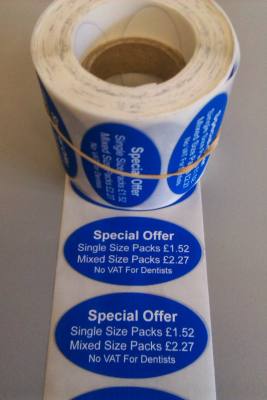 Special Offer
Single Size Packs £1.52
Mixed Size Packs £2.27
No VAT For Dentists
Special Offer
Single Size Packs £1.52
Mixed Size Packs £2.27
No VAT For Dentists
Special Offer
Single Size Packs £1.52
Mixed Size Packs £2.27
No VAT For Dentists